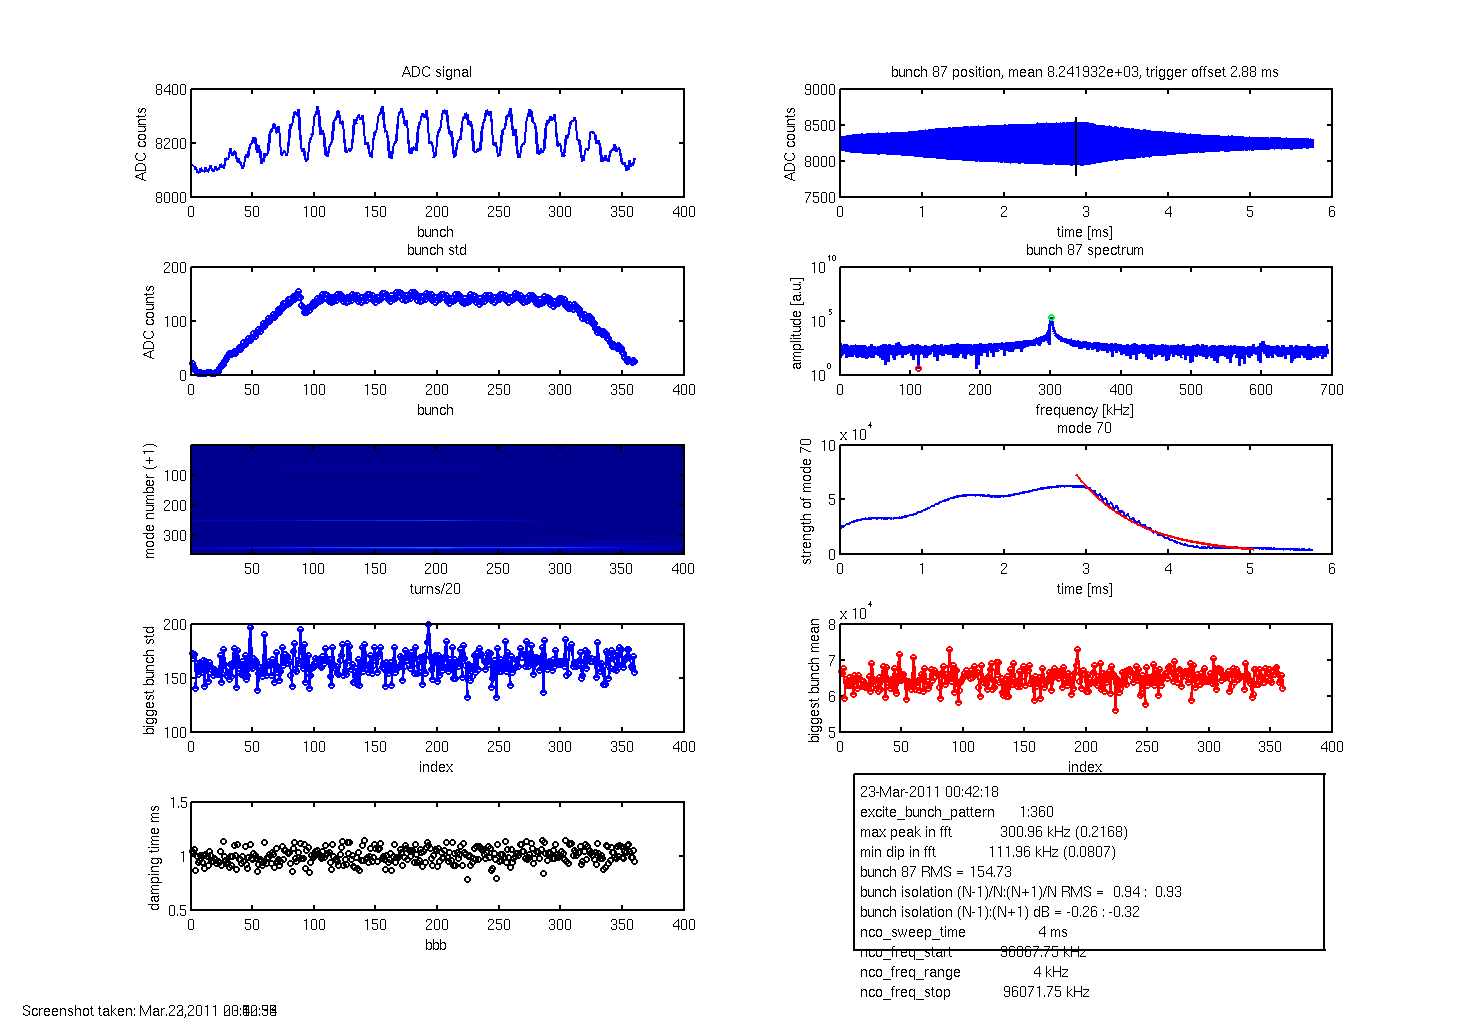 ADC signal
ADC counts
8400
8200
8000
0 50 100 150 200 250 300 350 400
bunch
bunch 87 position, mean 8.241932e+03, trigger offset 2.88 ms
ADC counts
9000
8500
8000
7500
0 1 2 3 4 5 6
time [ms]
bunch std
ADC counts
200
100
0
0 50 100 150 200 250 300 350 400
bunch
bunch 87 spectrum
amplitude [a.u.]
10^10
10^5
10^0
0 100 200 300 400 500 600 700
frequency [kHz]
mode number (+1)
100
200
300
50 100 150 200 250 300 350 400
turns/20
mode 70
x 10^4
strength of mode 70
10
5
0
0 1 2 3 4 5 6
time [ms]
biggest bunch std
200
150
100
0 50 100 150 200 250 300 350 400
index
x 10^4
biggest bunch mean
8
7
6
5
0 50 100 150 200 250 300 350 400
index
damping time ms
1.5
1
0.5
0 50 100 150 200 250 300 350 400
bbb
23-Mar-2011 00:42:18
excite_bunch_pattern 1:360
max peak in fft 300.96 kHz (0.2168)
min dip in fft 111.96 kHz (0.0807)
bunch 87 RMS = 154.73
bunch isolation (N-1)/N:(N+1)/N RMS = 0.94 : 0.93
bunch isolation (N-1):(N+1) dB = -0.26 : -0.32
nco_sweep_time 4 ms
nco_freq_start 96067.75 kHz
nco_freq_range 4 kHz
nco_freq_stop 96071.75 kHz
Screenshot taken: Mar.